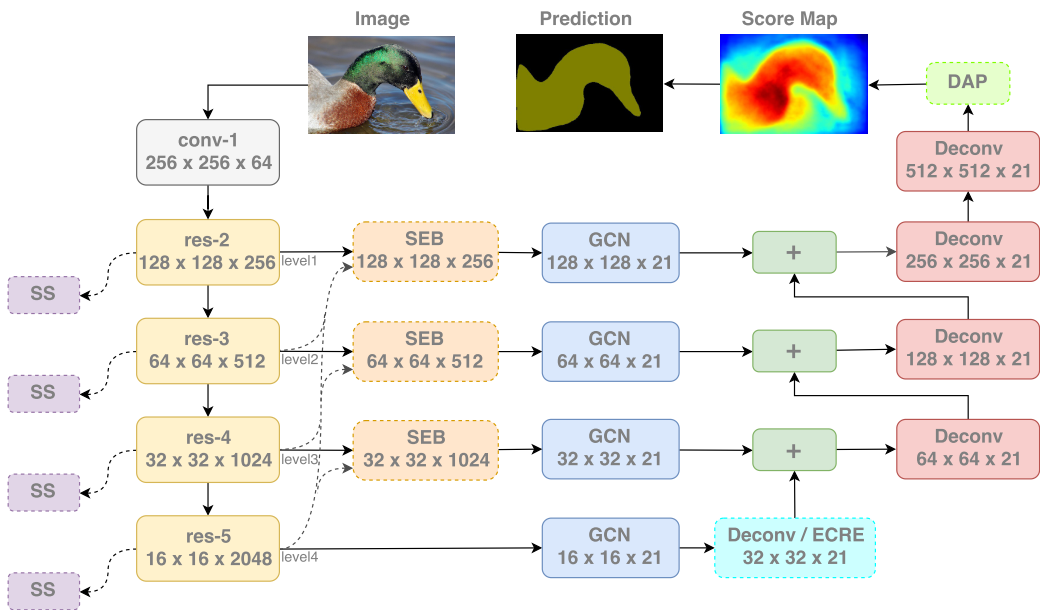 Image
Prediction
Score Map
DAP
conv-1
256 x 256 x 64
Deconv
512 x 512 x 21
res-2
128 x 128 x 256
level1
SEB
128 x 128 x 256
GCN
128 x 128 x 21
+
Deconv
256 x 256 x 21
SS
res-3
64 x 64 x 512
level2
SEB
64 x 64 x 512
GCN
64 x 64 x 21
+
Deconv
128 x 128 x 21
SS
res-4
32 x 32 x 1024
level3
SEB
32 x 32 x 1024
GCN
32 x 32 x 21
+
Deconv
64 x 64 x 21
SS
res-5
16 x 16 x 2048
level4
GCN
16 x 16 x 21
Deconv / ECRE
32 x 32 x 21
SS